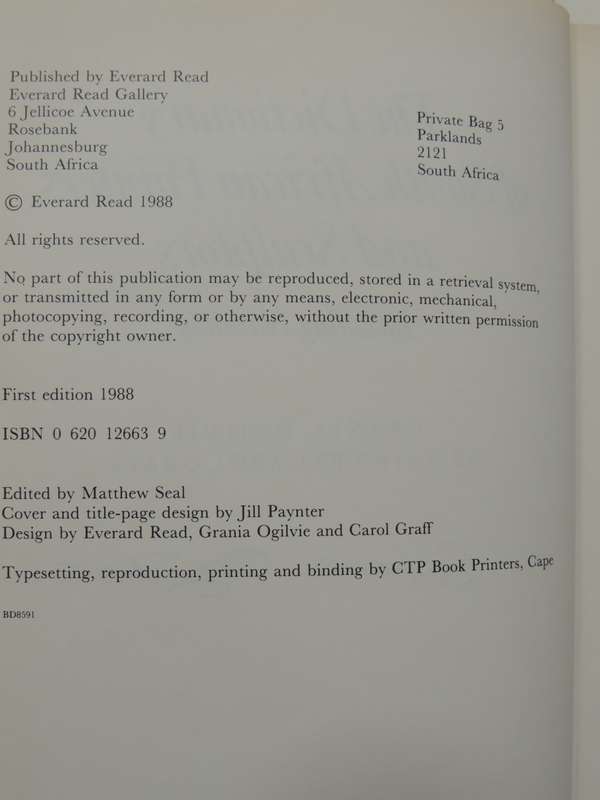 Published by Everard Read
Everard Read Gallery
6 Jellicoe Avenue
Rosebank
Johannesburg
South Africa
Private Bag 5
Parklands
2121
South Africa
© Everard Read 1988
All rights reserved.
No part of this publication may be reproduced, stored in a retrieval system,
or transmitted in any form or by any means, electronic, mechanical,
photocopying, recording, or otherwise, without the prior written permission
of the copyright owner.
First edition 1988
ISBN 0 620 12663 9
Edited by Matthew Seal
Cover and title-page design by Jill Paynter
Design by Everard Read, Grania Ogilvie and Carol Graff
Typesetting, reproduction, printing and binding by CTP Book Printers, Cape
BD8591